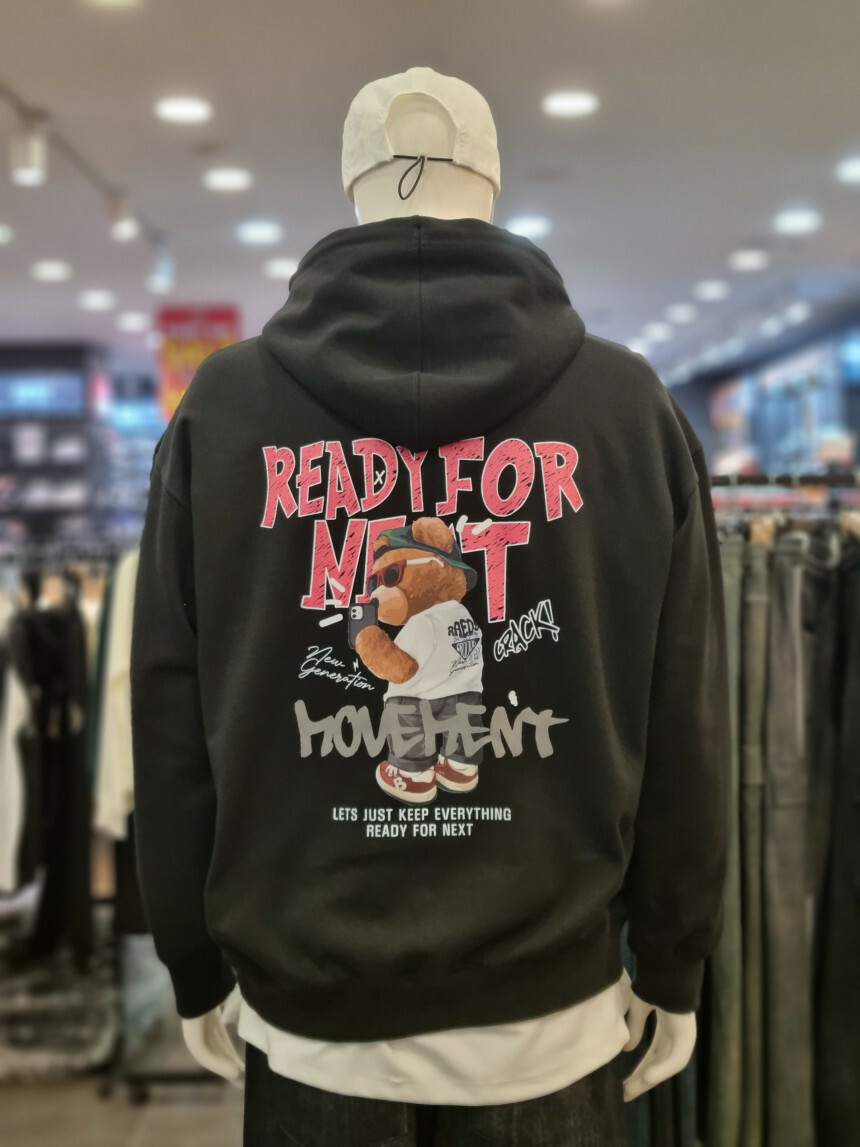 READY FOR
x
NEXT
CRACK!
New
Generation
MOVEMENT
LETS JUST KEEP EVERYTHING
READY FOR NEXT